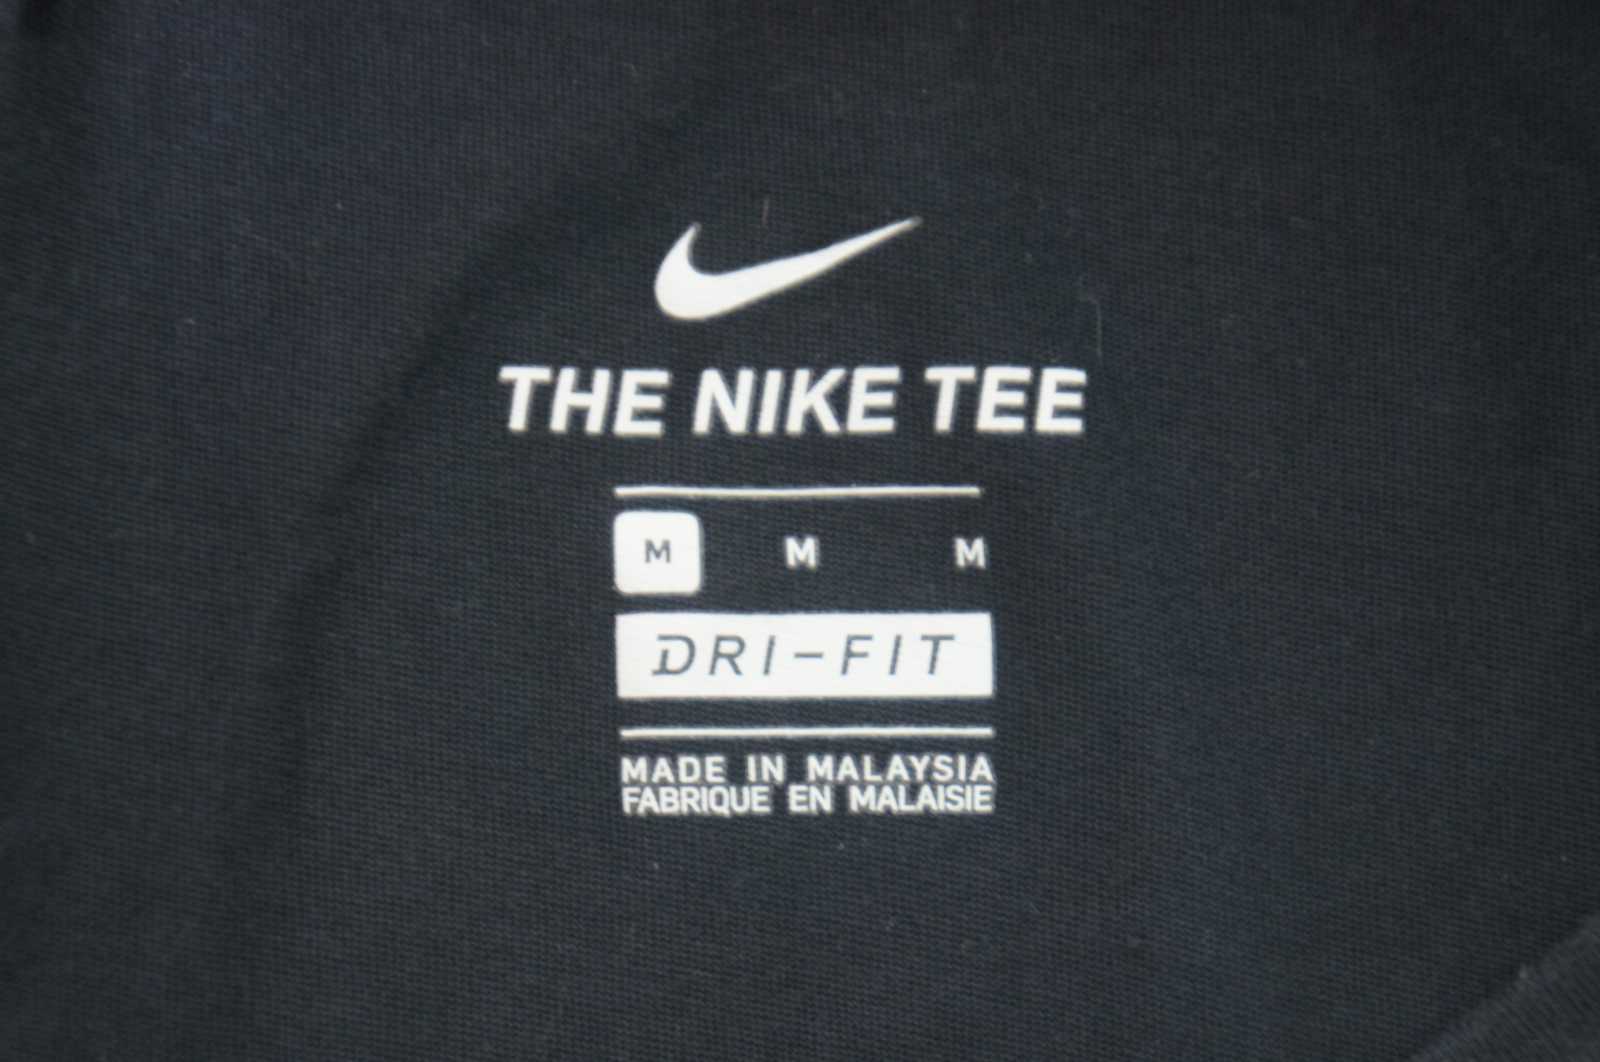 THE NIKE TEE
M M M
DRI-FIT
MADE IN MALAYSIA
FABRIQUE EN MALAISIE